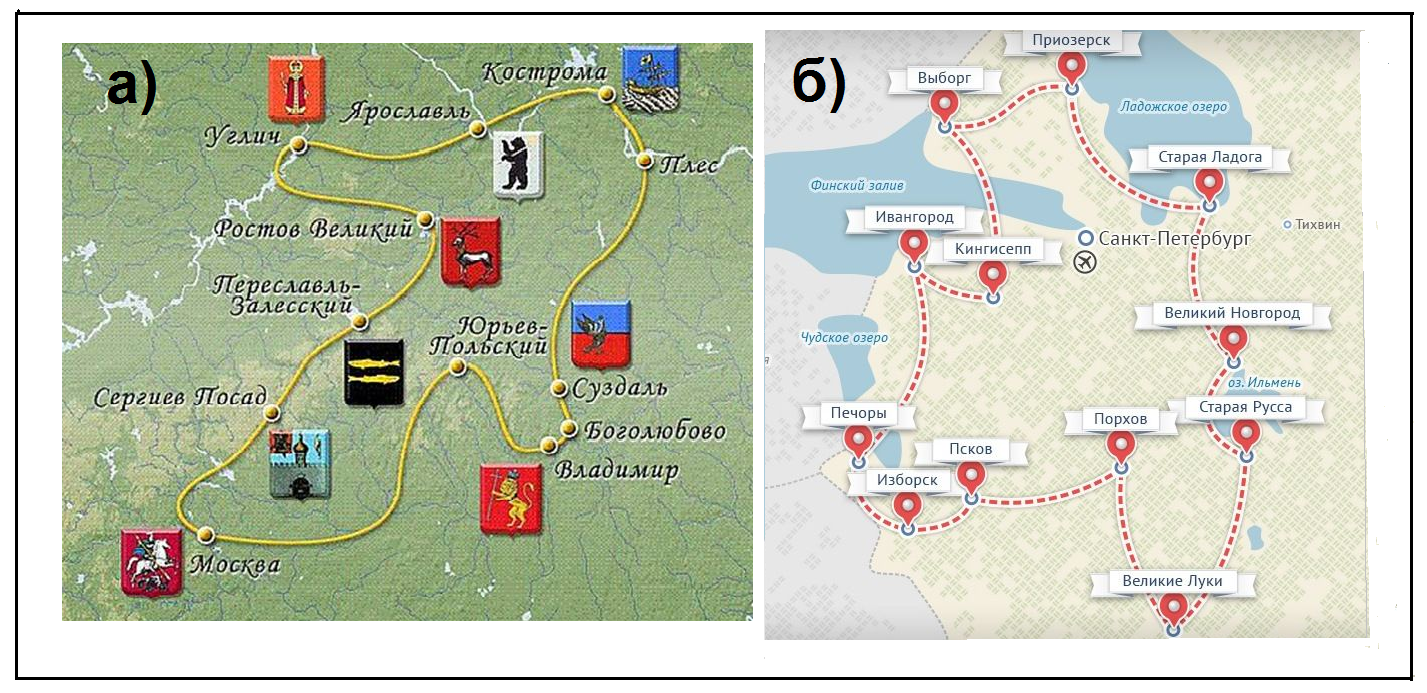 а)
Кострома
Ярославль
Углич
Плес
Ростов Великий
Переславль-
Залесский
Юрьев-
Польский
Сергиев Посад
Суздаль
Боголюбово
Владимир
Москва
б)
Приозерск
Выборг
Ладожское озеро
Старая Ладога
Финский залив
Ивангород
Тихвин
Санкт-Петербург
Кингисепп
Великий Новгород
Чудское озеро
я
оз. Ильмень
Печоры
Старая Русса
Порхов
Псков
Изборск
Великие Луки